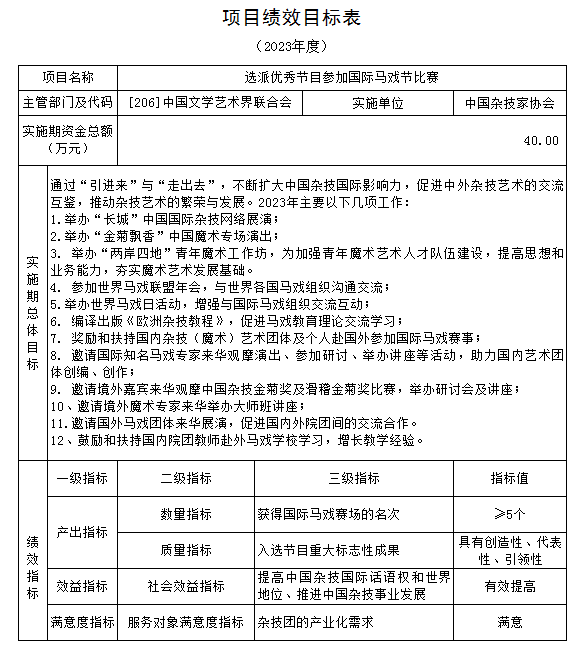 项目绩效目标表
（2023年度）
项目名称 选派优秀节目参加国际马戏节比赛
主管部门及代码 [206]中国文学艺术界联合会 实施单位 中国杂技家协会
实施期资金总额
（万元） 40.00
实施期总体目标
通过“引进来”与“走出去”，不断扩大中国杂技国际影响力，促进中外杂技艺术的交流
互鉴，推动杂技艺术的繁荣与发展。2023年主要以下几项工作：
1.举办“长城”中国国际杂技网络展演；
2.举办“金菊飘香”中国魔术专场演出；
3. 举办“两岸四地”青年魔术工作坊，为加强青年魔术艺术人才队伍建设，提高思想和
业务能力，夯实魔术艺术发展基础。
4. 参加世界马戏联盟年会，与世界各国马戏组织沟通交流；
5.举办世界马戏日活动，增强与国际马戏组织交流互动；
6. 编译出版《欧洲杂技教程》，促进马戏教育理论交流学习；
7. 奖励和扶持国内杂技（魔术）艺术团体及个人赴国外参加国际马戏赛事；
8. 邀请国际知名马戏专家来华观摩演出、参加研讨、举办讲座等活动，助力国内艺术团
体创编、创作；
9. 邀请境外嘉宾来华观摩中国杂技金菊奖及滑稽金菊奖比赛，举办研讨会及讲座；
10、邀请境外魔术专家来华举办大师班讲座；
11.邀请国外马戏团体来华展演，促进国内外院团间的交流合作。
12、鼓励和扶持国内院团教师赴外马戏学校学习，增长教学经验。
绩效指标
一级指标 二级指标 三级指标 指标值
产出指标 数量指标 获得国际马戏赛场的名次 ≥5个
质量指标 入选节目重大标志性成果 具有创造性、代表
性、引领性
效益指标 社会效益指标 提高中国杂技国际话语权和世界
地位、推进中国杂技事业发展 有效提高
满意度指标 服务对象满意度指标 杂技团的产业化需求 满意